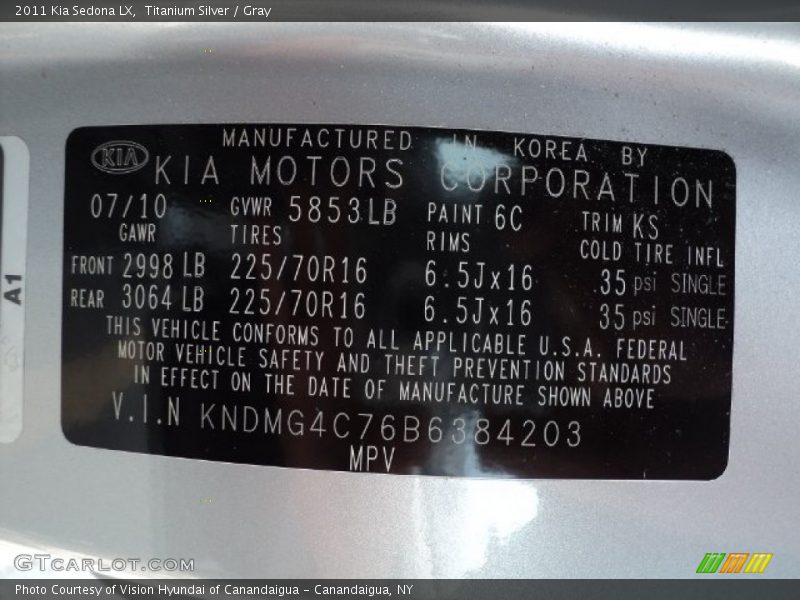 2011 Kia Sedona LX, Titanium Silver / Gray
MANUFACTURED IN KOREA BY
KIA KIA MOTORS CORPORATION
07/10 GVWR 5853LB PAINT 6C TRIM KS
GAWR TIRES RIMS COLD TIRE INFL
FRONT 2998 LB 225/70R16 6.5Jx16 35 psi SINGLE
REAR 3064 LB 225/70R16 6.5Jx16 35 psi SINGLE
THIS VEHICLE CONFORMS TO ALL APPLICABLE U.S.A. FEDERAL
MOTOR VEHICLE SAFETY AND THEFT PREVENTION STANDARDS
IN EFFECT ON THE DATE OF MANUFACTURE SHOWN ABOVE
V.I.N KNDMG4C76B6384203
MPV
A1
GTCARLOT.COM
Photo Courtesy of Vision Hyundai of Canandaigua - Canandaigua, NY